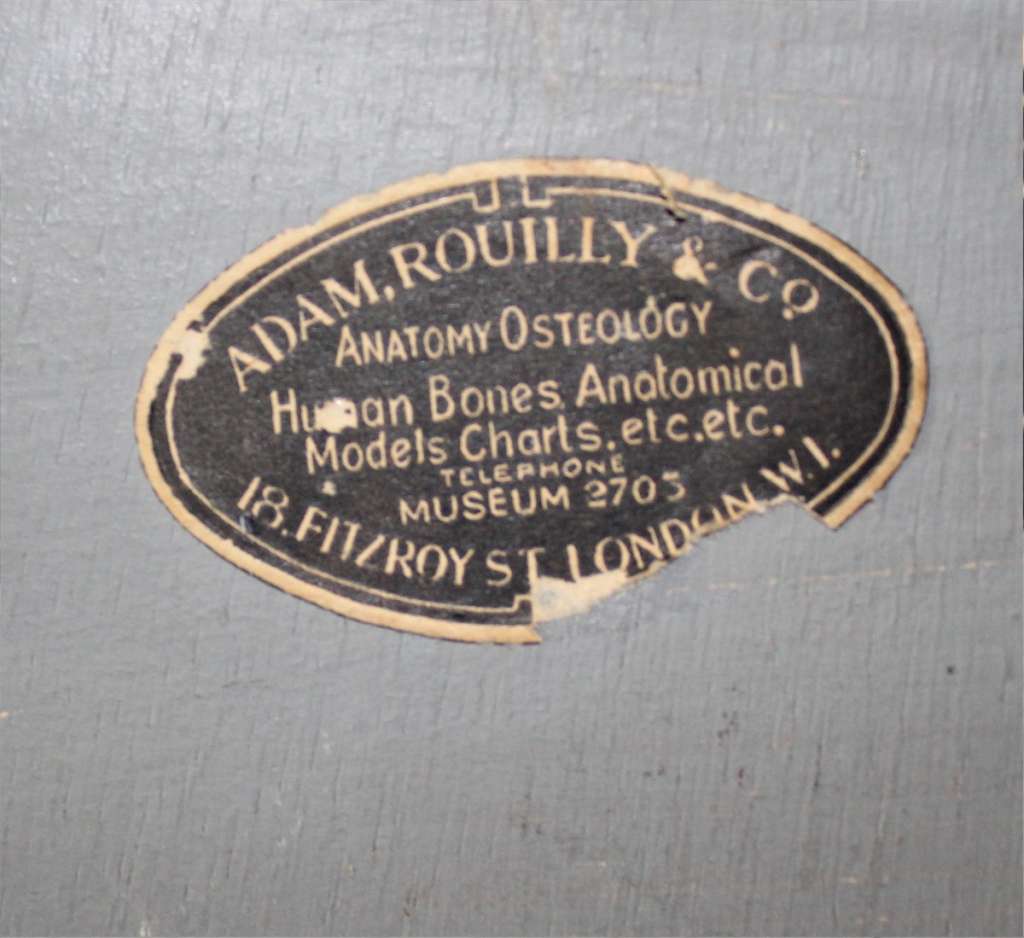 ADAM, ROUILLY & CO.
ANATOMY OSTEOLOGY
Human Bones Anatomical
Models Charts. etc. etc.
TELEPHONE
MUSEUM 2703
18. FITZROY ST. LONDON. W.1.